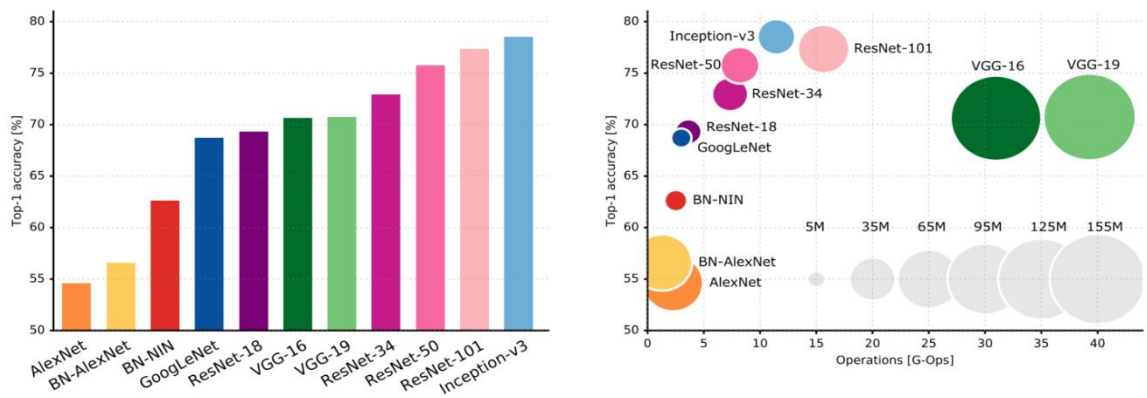 Top-1 accuracy [%]
80
75
70
65
60
55
50
AlexNet
BN-AlexNet
BN-NIN
GoogLeNet
ResNet-18
VGG-16
VGG-19
ResNet-34
ResNet-50
ResNet-101
Inception-v3
Top-1 accuracy [%]
80
75
70
65
60
55
50
Inception-v3
ResNet-101
ResNet-50
VGG-16
VGG-19
ResNet-34
ResNet-18
GoogLeNet
BN-NIN
5M 35M 65M 95M 125M 155M
BN-AlexNet
AlexNet
0 5 10 15 20 25 30 35 40
Operations [G-Ops]